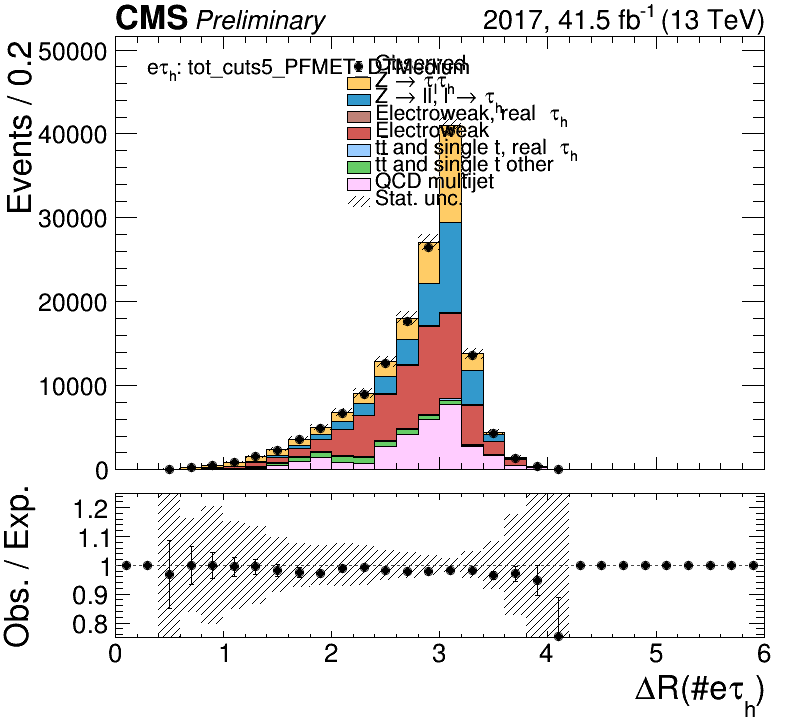 CMS Preliminary 2017, 41.5 fb⁻¹ (13 TeV)
Events / 0.2
50000
40000
30000
20000
10000
0
eτh: tot_cuts5_PFMET
Medium
Observed
Z → τlτh
Z → ll, l → τh
Electroweak, real τh
Electroweak
tt and single t, real τh
tt and single t other
QCD multijet
Stat. unc.
Obs. / Exp.
1.2
1.1
1
0.9
0.8
0 1 2 3 4 5 6
ΔR(#eτh)